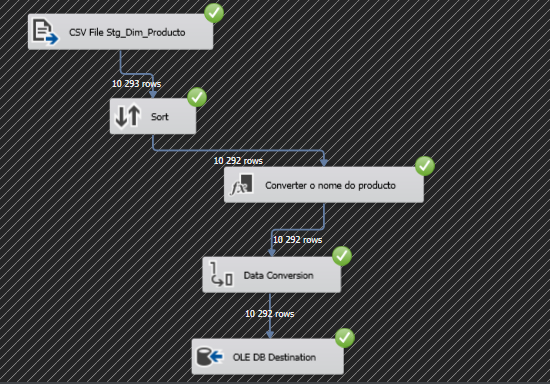 CSV File Stg_Dim_Producto
10 293 rows
Sort
10 292 rows
fx
Converter o nome do producto
10 292 rows
Data Conversion
10 292 rows
OLE DB Destination